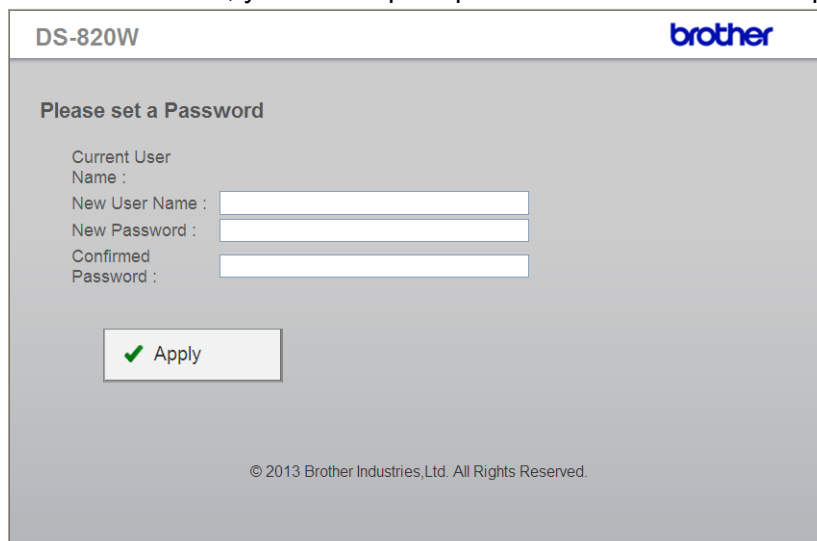 DS-820W brother
Please set a Password
Current User
Name :
New User Name :
New Password :
Confirmed
Password :
Apply
© 2013 Brother Industries,Ltd. All Rights Reserved.